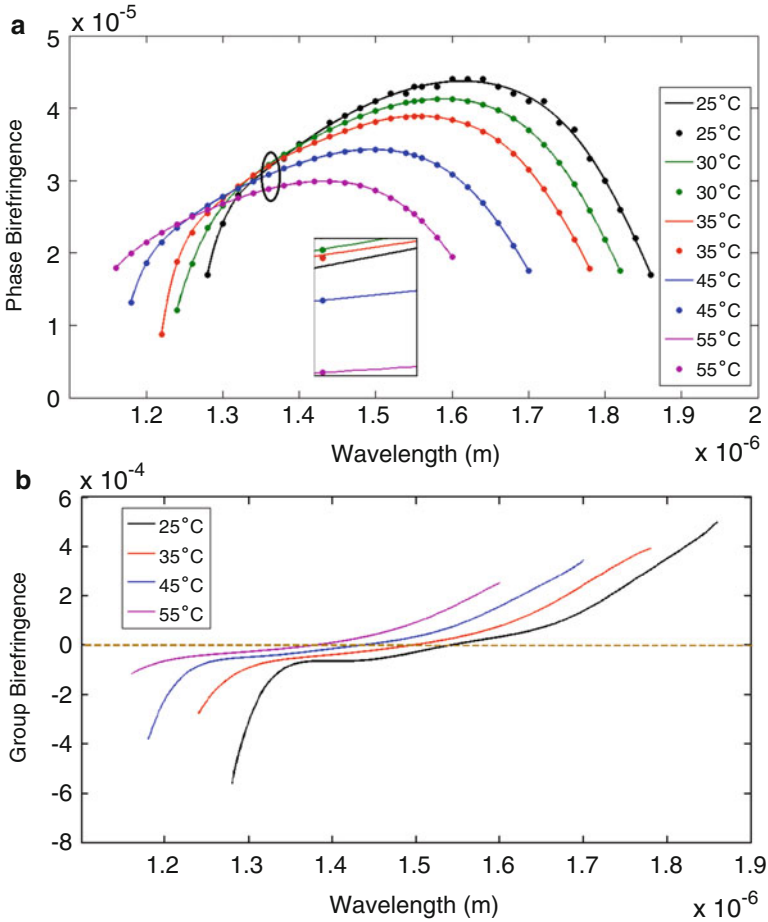 a
x 10⁻⁵
5
4
3
2
1
0
Phase Birefringence
25°C
25°C
30°C
30°C
35°C
35°C
45°C
45°C
55°C
55°C
1.2 1.3 1.4 1.5 1.6 1.7 1.8 1.9 2
Wavelength (m)
x 10⁻⁶
b
x 10⁻⁴
6
4
2
0
-2
-4
-6
-8
Group Birefringence
25°C
35°C
45°C
55°C
1.2 1.3 1.4 1.5 1.6 1.7 1.8 1.9
Wavelength (m)
x 10⁻⁶